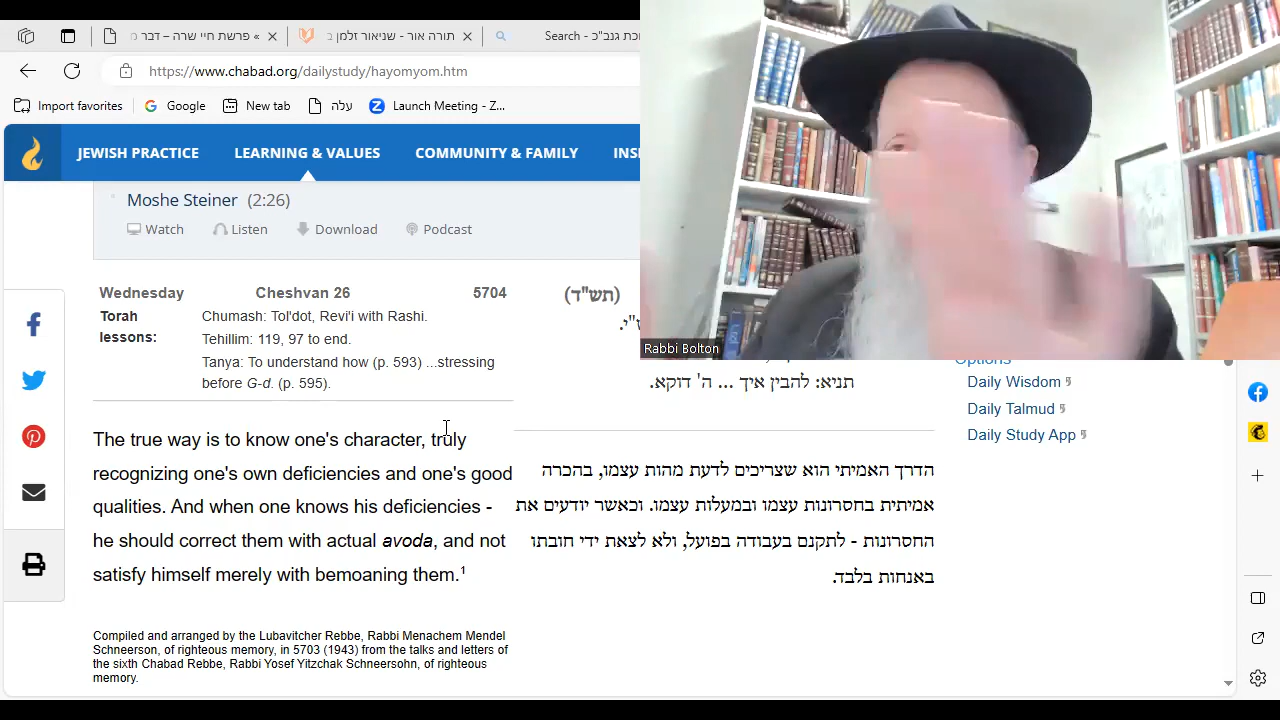 » פרשת חיי שרה – דבר מ
תורה אור - שניאור זלמן ב
Search - וכת גנב"כ
https://www.chabad.org/dailystudy/hayomyom.htm
Import favorites Google New tab עלה Launch Meeting - Z...
JEWISH PRACTICE LEARNING & VALUES COMMUNITY & FAMILY INS
Moshe Steiner (2:26)
Watch Listen Download Podcast
Wednesday Cheshvan 26 5704
Torah lessons:
Chumash: Tol'dot, Revi'i with Rashi.
Tehillim: 119, 97 to end.
Tanya: To understand how (p. 593) ...stressing
before G-d. (p. 595).
The true way is to know one's character, truly
recognizing one's own deficiencies and one's good
qualities. And when one knows his deficiencies -
he should correct them with actual avoda, and not
satisfy himself merely with bemoaning them.1
Compiled and arranged by the Lubavitcher Rebbe, Rabbi Menachem Mendel
Schneerson, of righteous memory, in 5703 (1943) from the talks and letters of
the sixth Chabad Rebbe, Rabbi Yosef Yitzchak Schneersohn, of righteous
memory.
(תש"ד)
תניא: להבין איך ... ה' דוקא.
הדרך האמיתי הוא שצריכים לדעת מהות עצמו, בהכרה
אמיתית בחסרונות עצמו ובמעלות עצמו. וכאשר יודעים את
החסרונות - לתקנם בעבודה בפועל, ולא לצאת ידי חובתו
באנחות בלבד.
Rabbi Bolton
Options
Daily Wisdom
Daily Talmud
Daily Study App